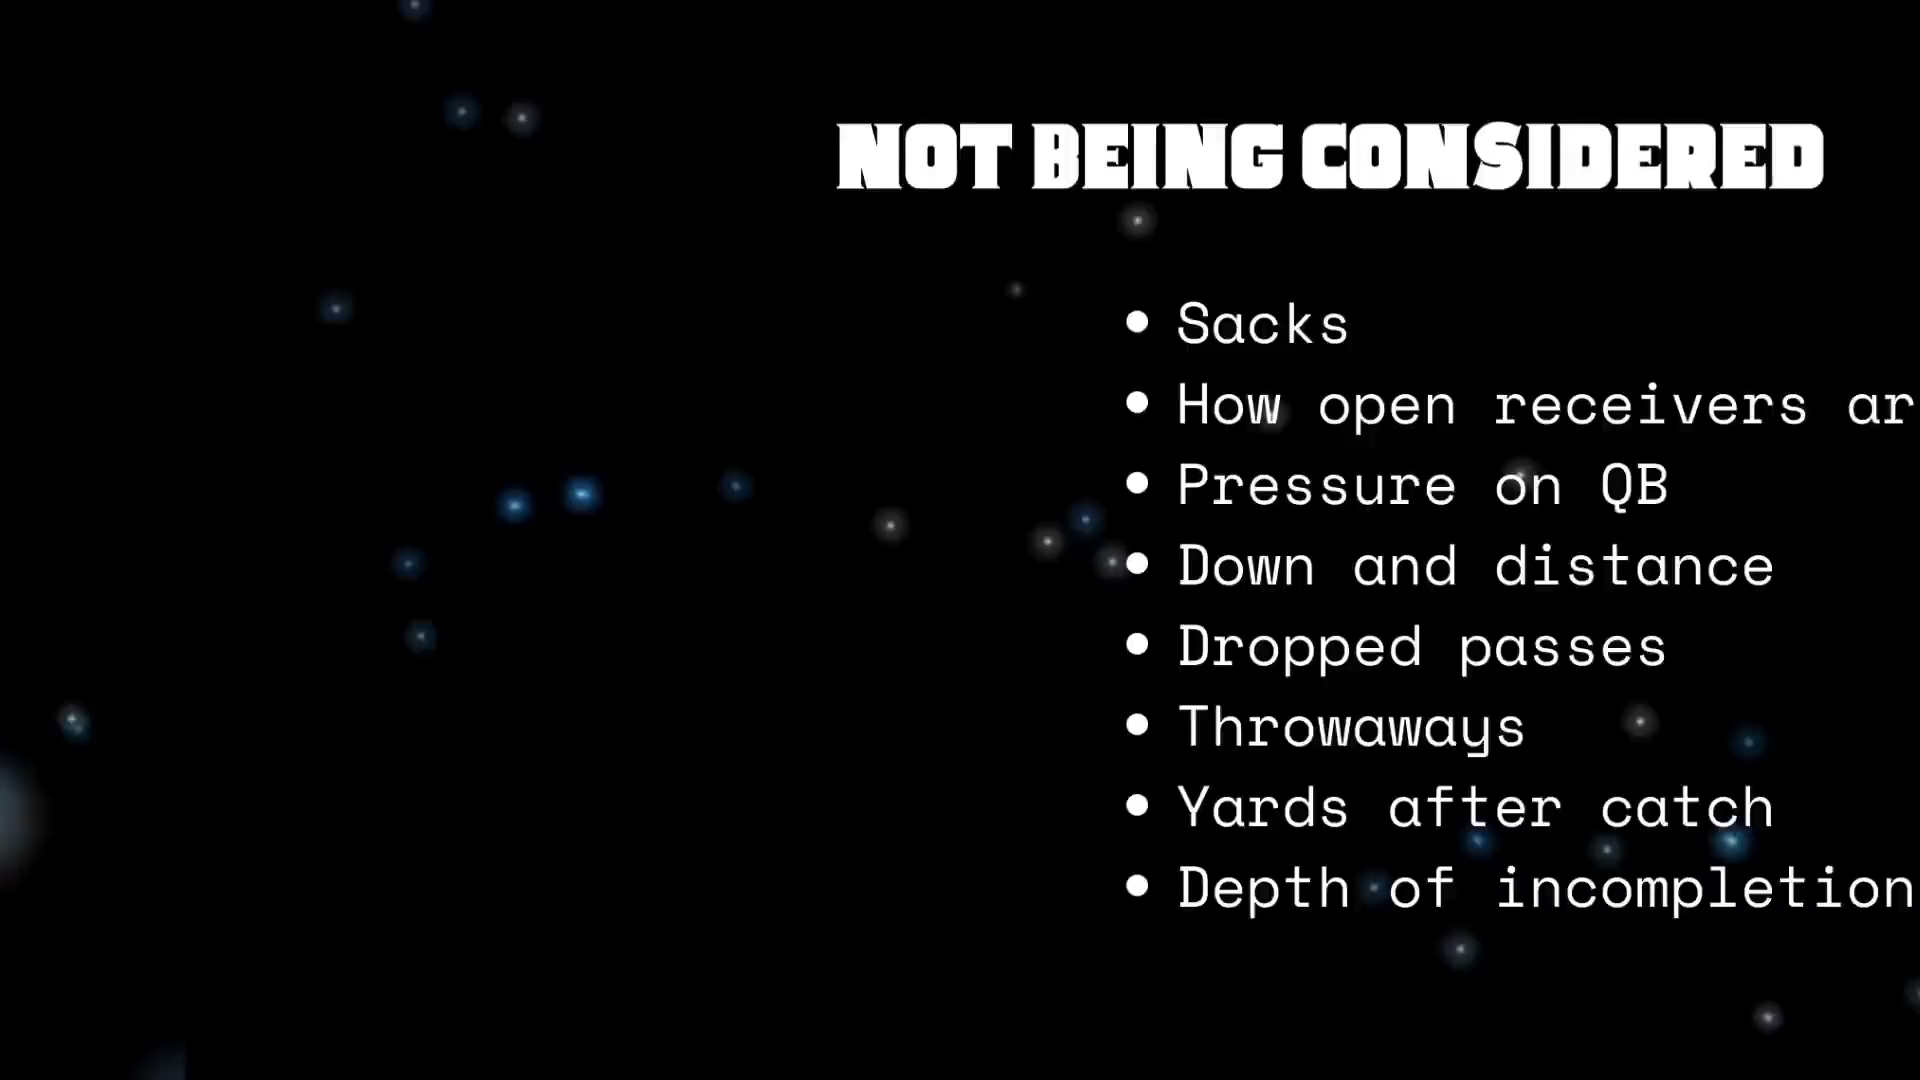 NOT BEING CONSIDERED
• Sacks
• How open receivers ar
• Pressure on QB
• Down and distance
• Dropped passes
• Throwaways
• Yards after catch
• Depth of incompletion